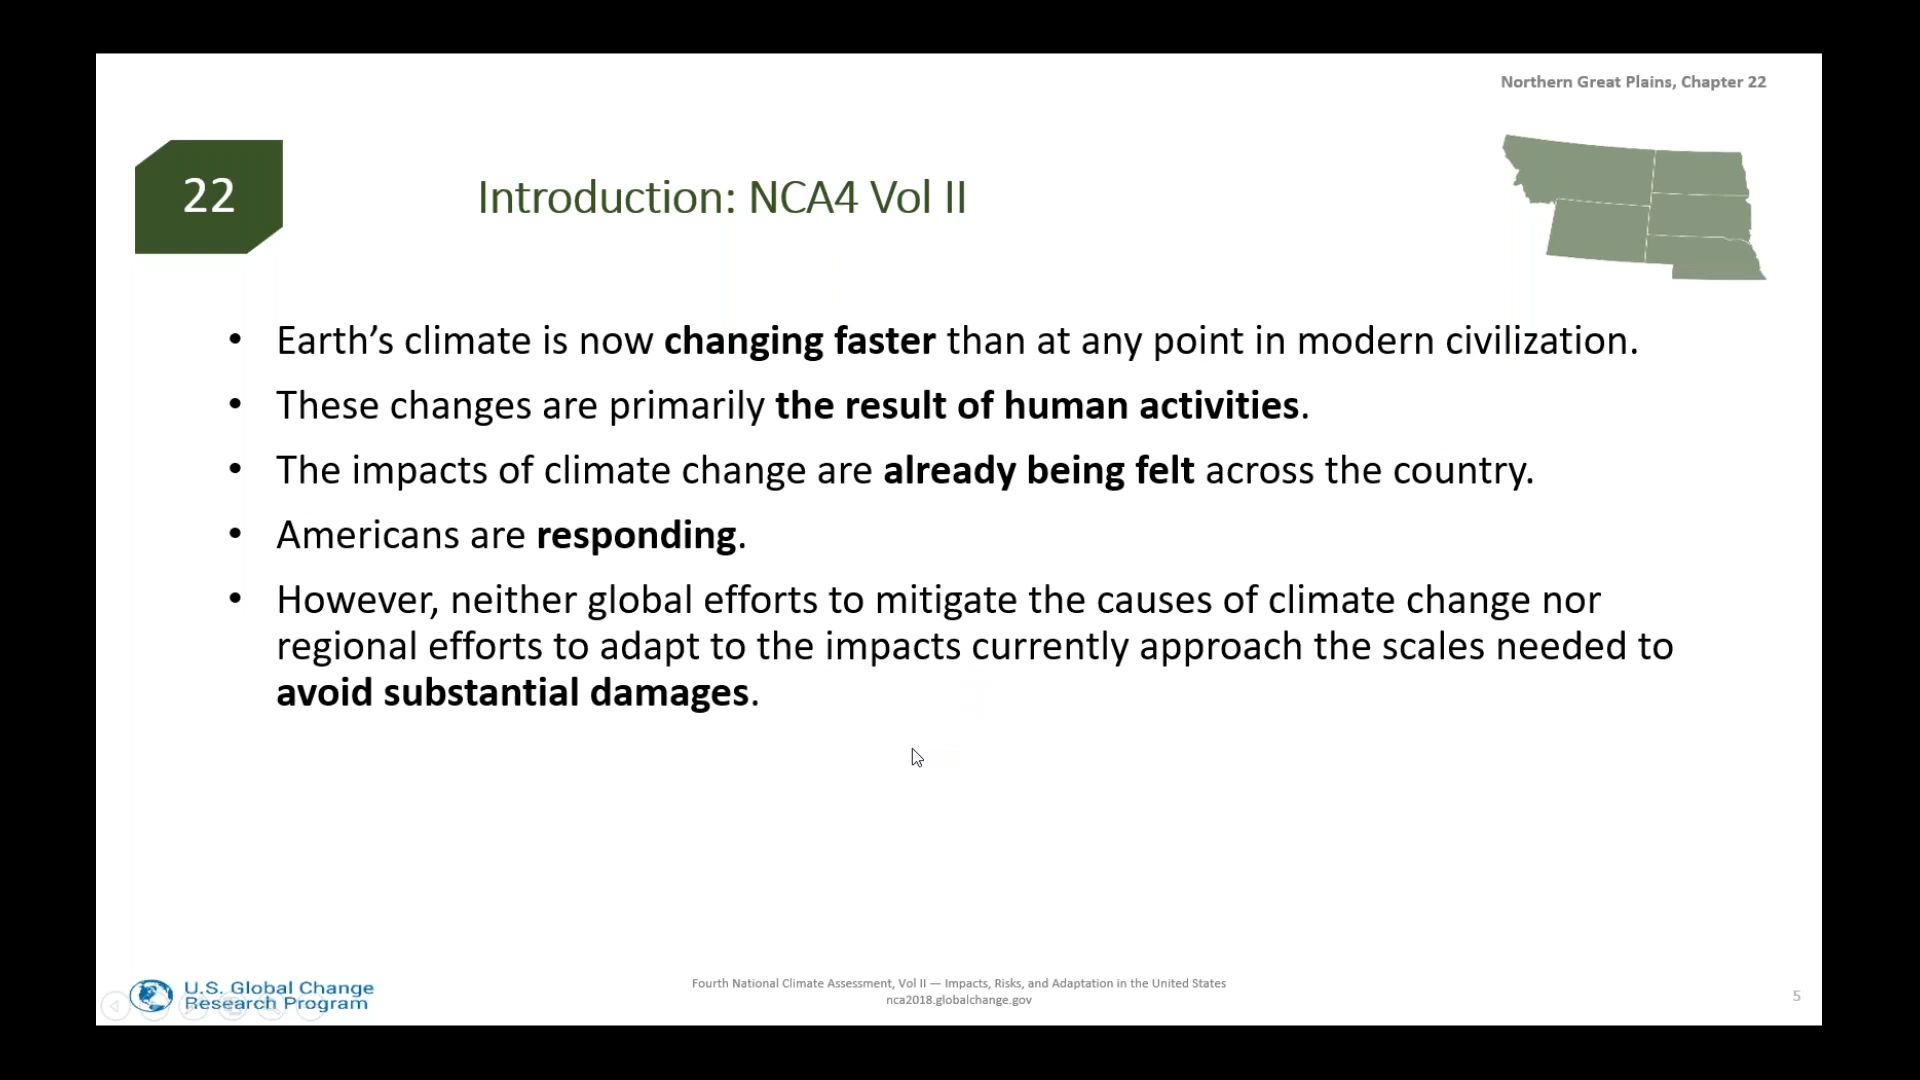 Northern Great Plains, Chapter 22
22
Introduction: NCA4 Vol II
• Earth’s climate is now changing faster than at any point in modern civilization.
• These changes are primarily the result of human activities.
• The impacts of climate change are already being felt across the country.
• Americans are responding.
• However, neither global efforts to mitigate the causes of climate change nor
regional efforts to adapt to the impacts currently approach the scales needed to
avoid substantial damages.
U.S. Global Change
Research Program
Fourth National Climate Assessment, Vol II — Impacts, Risks, and Adaptation in the United States
nca2018.globalchange.gov
5